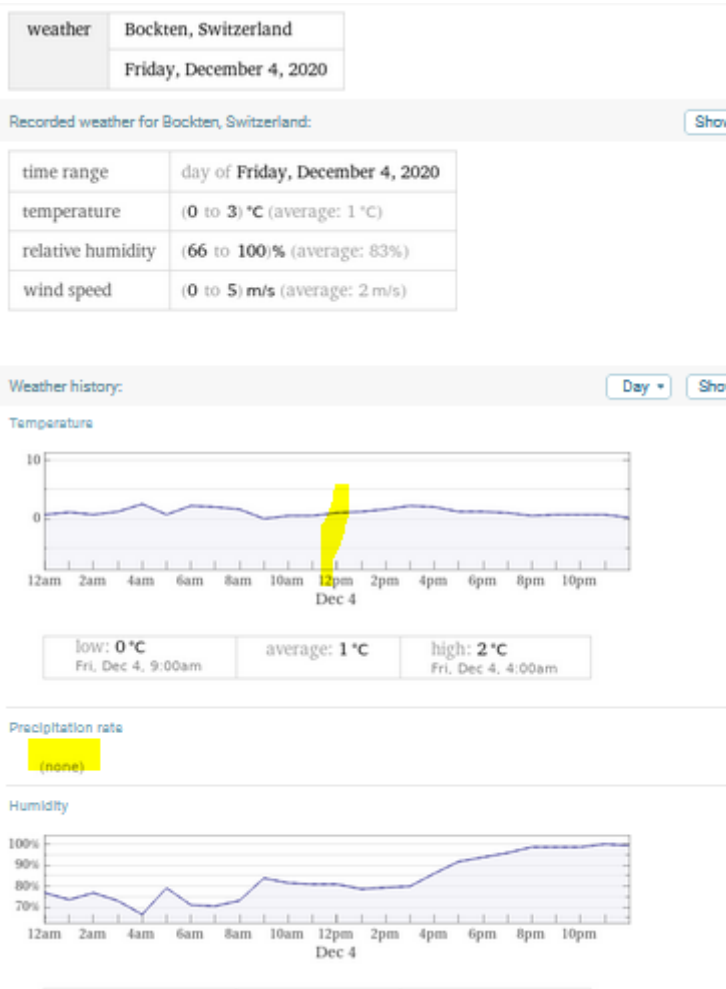 weather Bockten, Switzerland
Friday, December 4, 2020
Recorded weather for Bockten, Switzerland:
Show
time range day of Friday, December 4, 2020
temperature (0 to 3) °C (average: 1 °C)
relative humidity (66 to 100)% (average: 83%)
wind speed (0 to 5) m/s (average: 2 m/s)
Weather history:
Day
Sho
Temperature
10
0
12am 2am 4am 6am 8am 10am 12pm 2pm 4pm 6pm 8pm 10pm
Dec 4
low: 0 °C average: 1 °C high: 2 °C
Fri, Dec 4, 9:00am Fri, Dec 4, 4:00am
Precipitation rate
(none)
Humidity
100%
90%
80%
70%
12am 2am 4am 6am 8am 10am 12pm 2pm 4pm 6pm 8pm 10pm
Dec 4